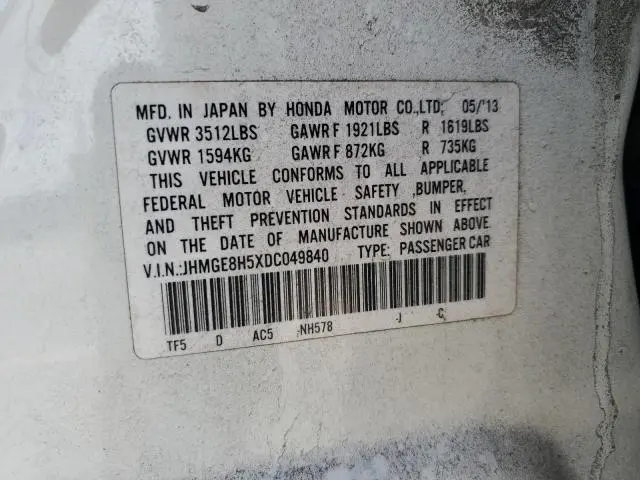 MFD. IN JAPAN BY HONDA MOTOR CO.,LTD; 05/13
GVWR 3512LBS GAWR F 1921LBS R 1619LBS
GVWR 1594KG GAWR F 872KG R 735KG
THIS VEHICLE CONFORMS TO ALL APPLICABLE
FEDERAL MOTOR VEHICLE SAFETY ,BUMPER,
AND THEFT PREVENTION STANDARDS IN EFFECT
ON THE DATE OF MANUFACTURE SHOWN ABOVE.
V.I.N.:JHMGE8H5XDC049840 TYPE: PASSENGER CAR
TF5 D AC5 NH578 J C